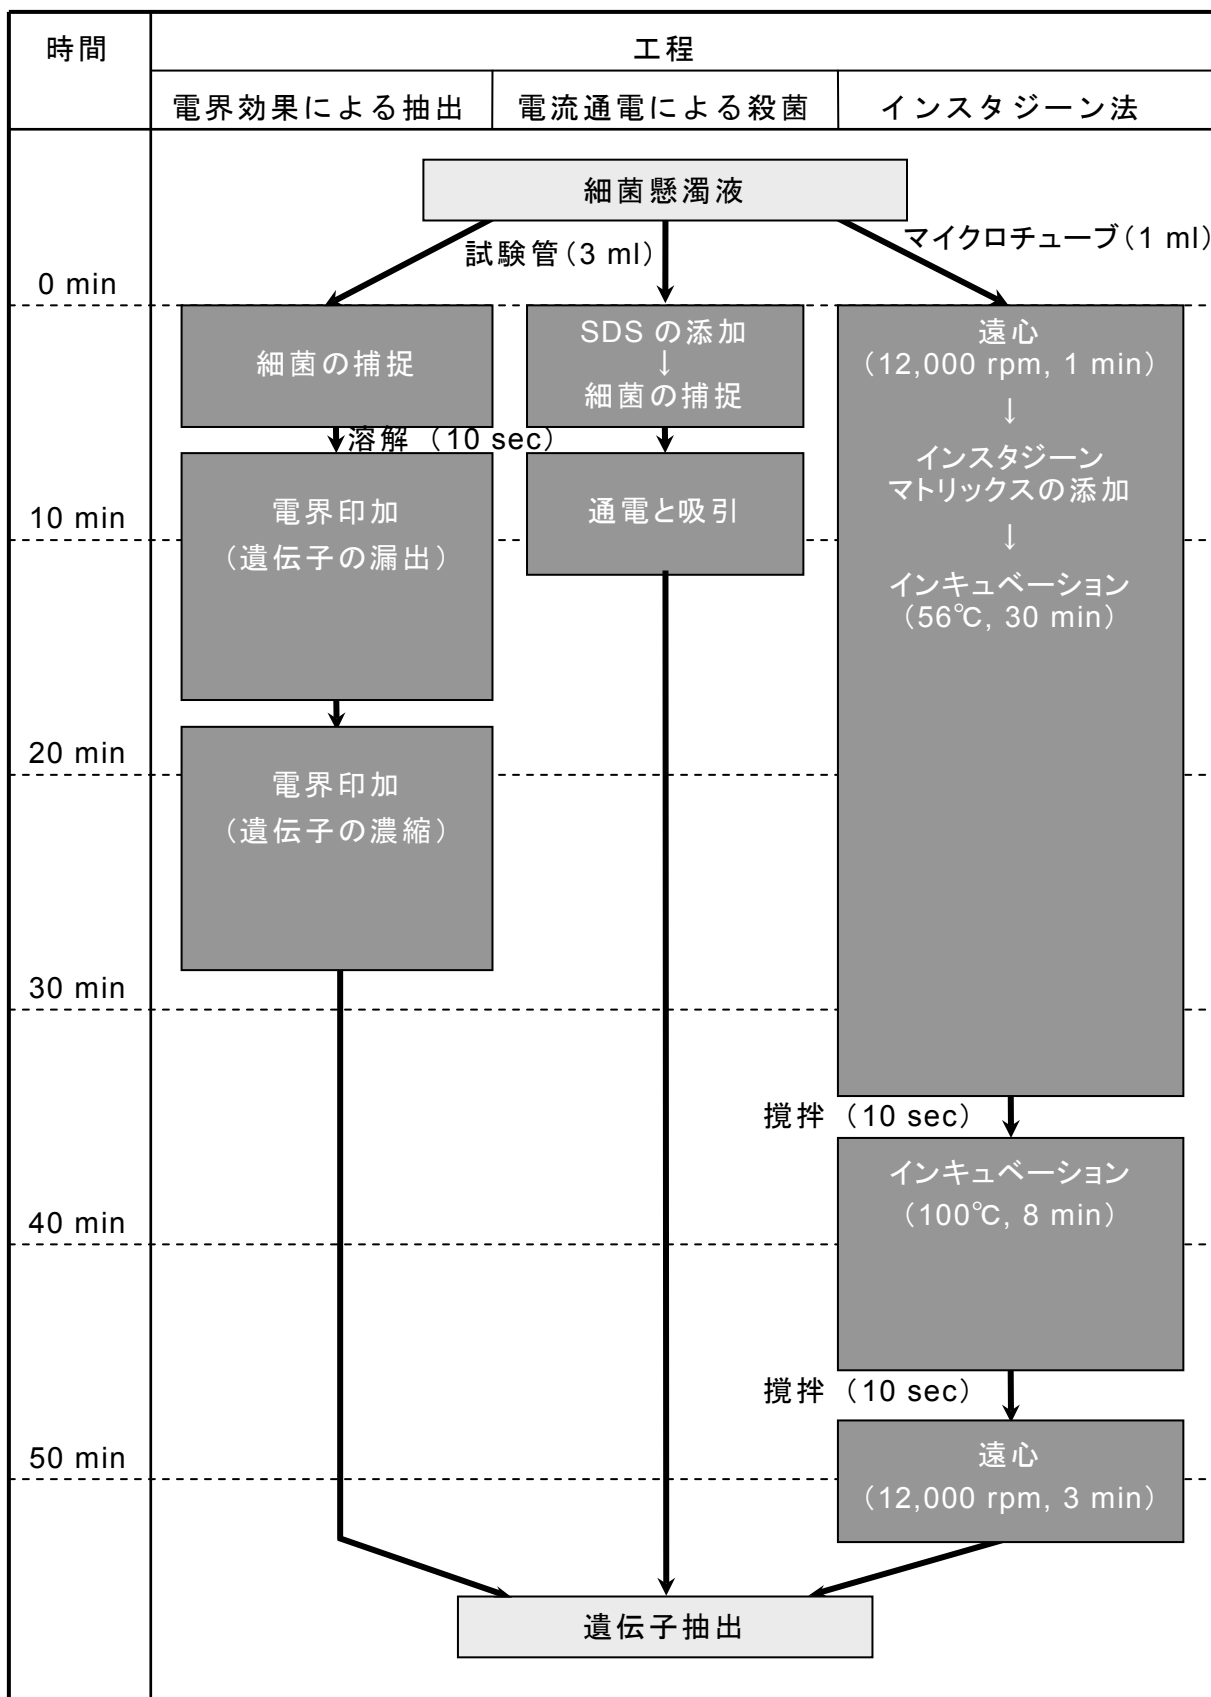 時間
工程
電界効果による抽出
電流通電による殺菌
インスタジーン法
細菌懸濁液
試験管（3 ml）
マイクロチューブ（1 ml）
0 min
細菌の捕捉
SDS の添加
↓
細菌の捕捉
遠心
（12,000 rpm, 1 min）
↓
インスタジーン
マトリックスの添加
↓
インキュベーション
（56℃, 30 min）
溶解（10 sec）
10 min
電界印加
（遺伝子の漏出）
通電と吸引
20 min
電界印加
（遺伝子の濃縮）
30 min
撹拌（10 sec）
インキュベーション
（100℃, 8 min）
40 min
撹拌（10 sec）
50 min
遠心
（12,000 rpm, 3 min）
遺伝子抽出